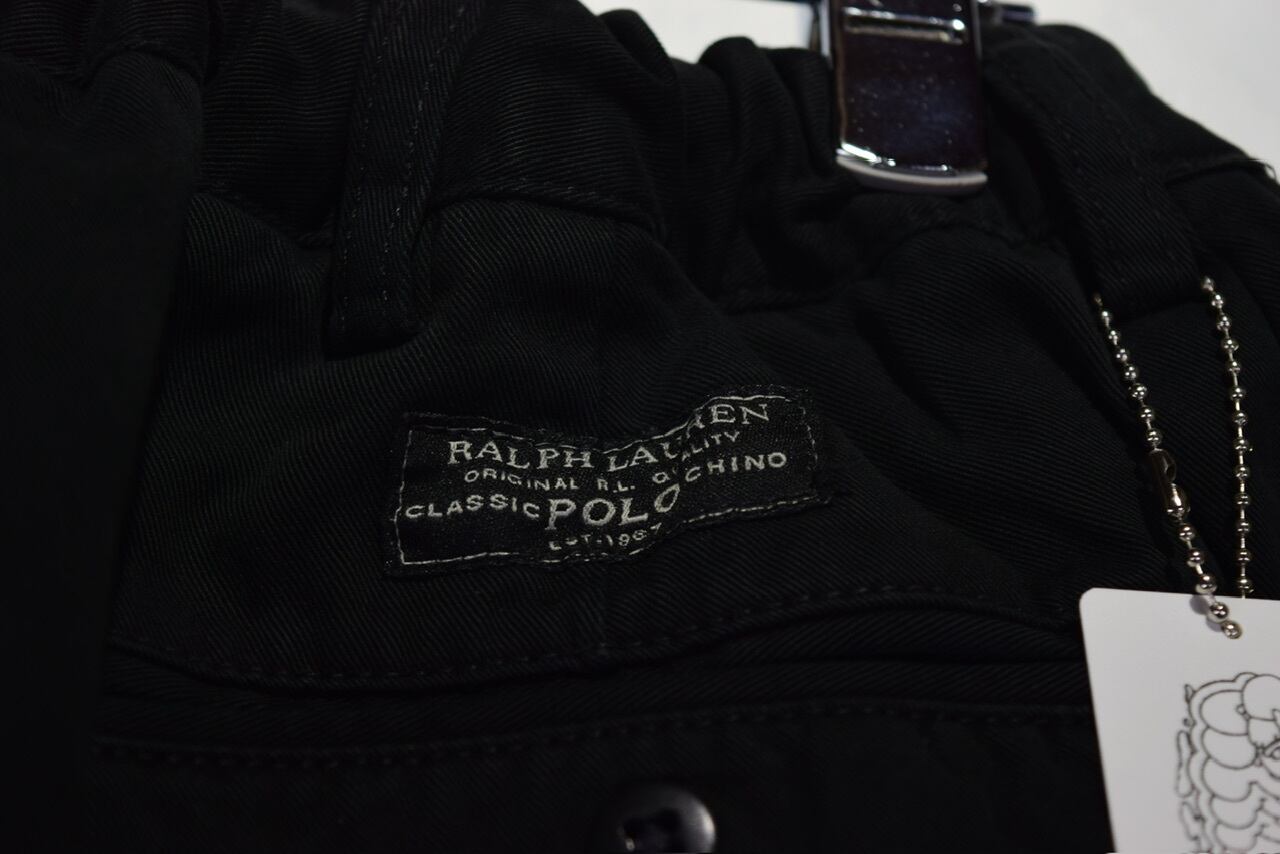 RALPH LAUREN
ORIGINAL R.L. QUALITY
CLASSIC POLO CHINO
EST. 1967